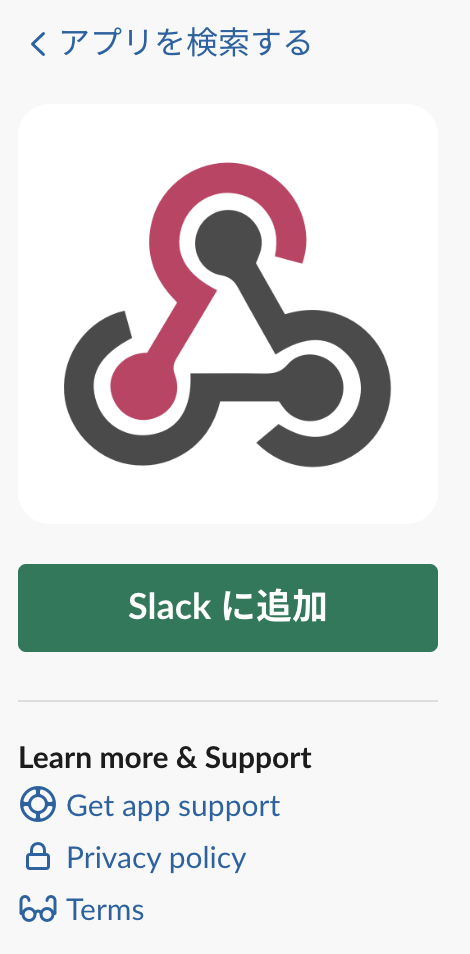 アプリを検索する
Slack に追加
Learn more & Support
Get app support
Privacy policy
Terms